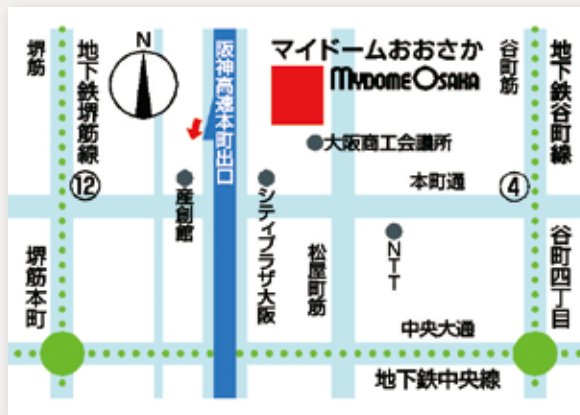 堺筋
地下鉄堺筋線
N
阪神高速本町出口
マイドームおおさか
MYDOME OSAKA
谷町筋
地下鉄谷町線
大阪商工会議所
⑫
産創館
シティプラザ大阪
本町通
④
堺筋本町
松屋町筋
NTT
谷町四丁目
中央大通
地下鉄中央線